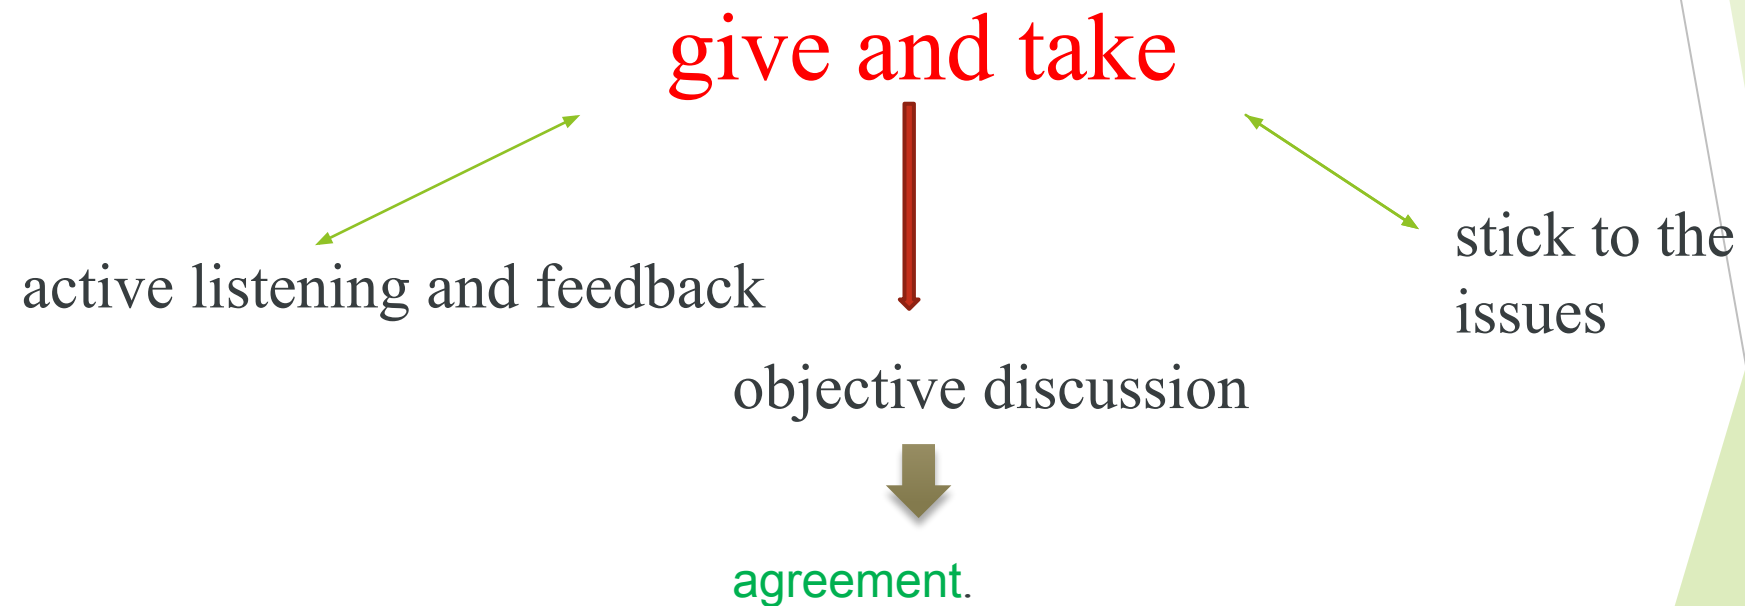 give and take
active listening and feedback
stick to the
issues
objective discussion
agreement.